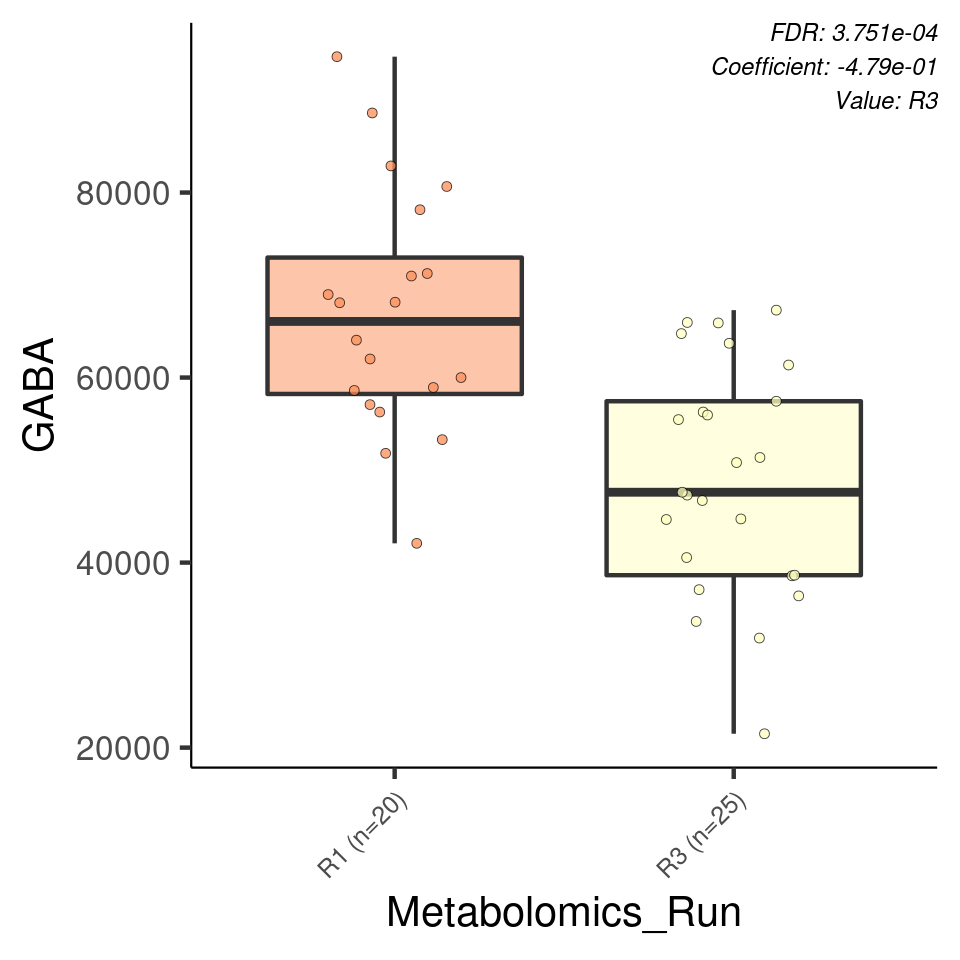 FDR: 3.751e-04
Coefficient: -4.79e-01
Value: R3
GABA
80000
60000
40000
20000
R1 (n=20)
R3 (n=25)
Metabolomics_Run